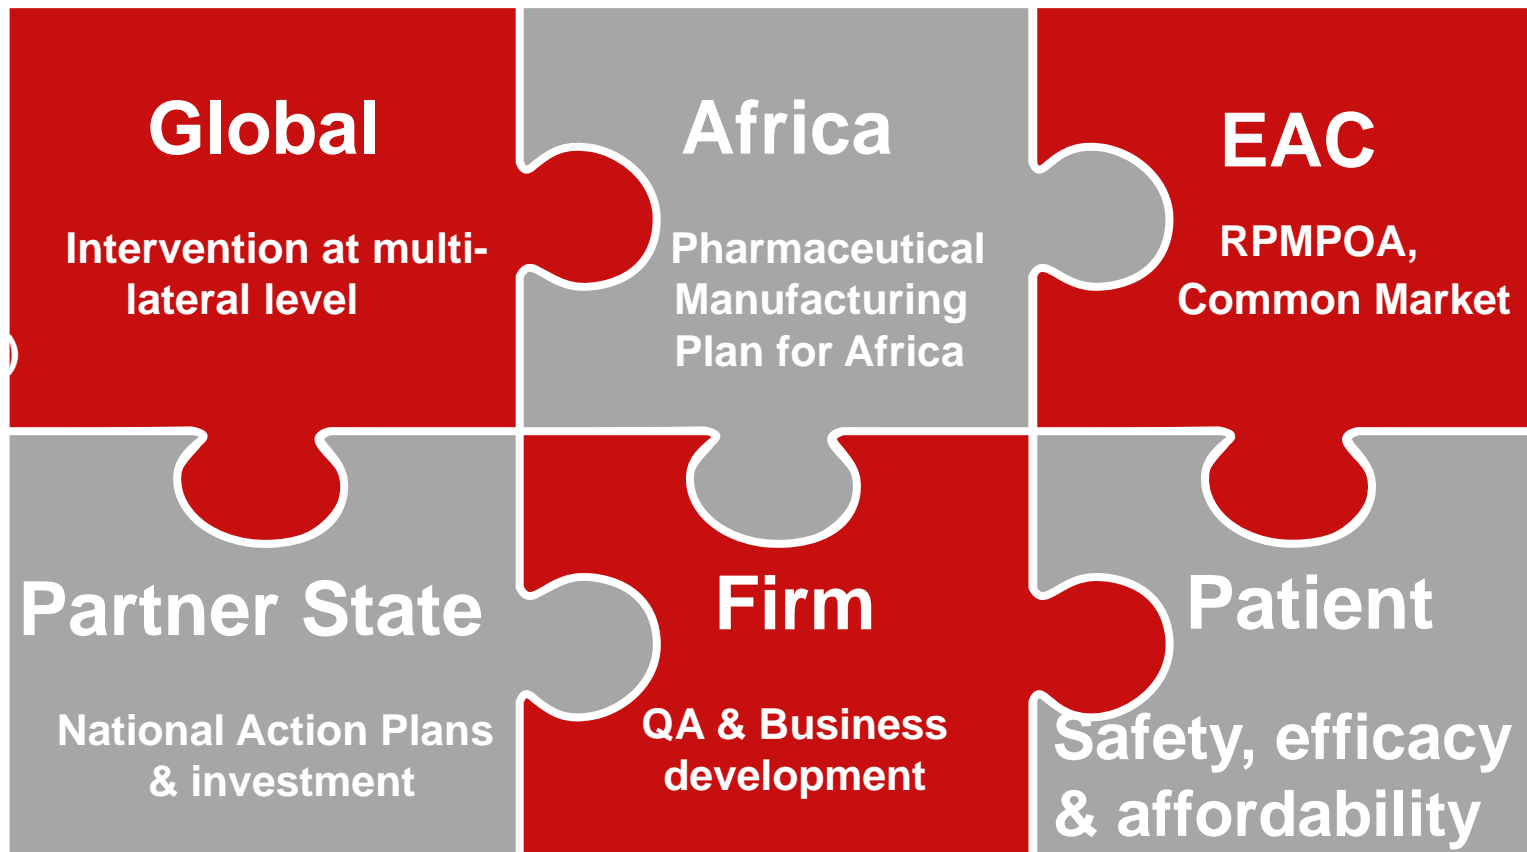 Global
Intervention at multi-
lateral level
Africa
Pharmaceutical
Manufacturing
Plan for Africa
EAC
RPMPOA,
Common Market
Partner State
National Action Plans
& investment
Firm
QA & Business
development
Patient
Safety, efficacy
& affordability